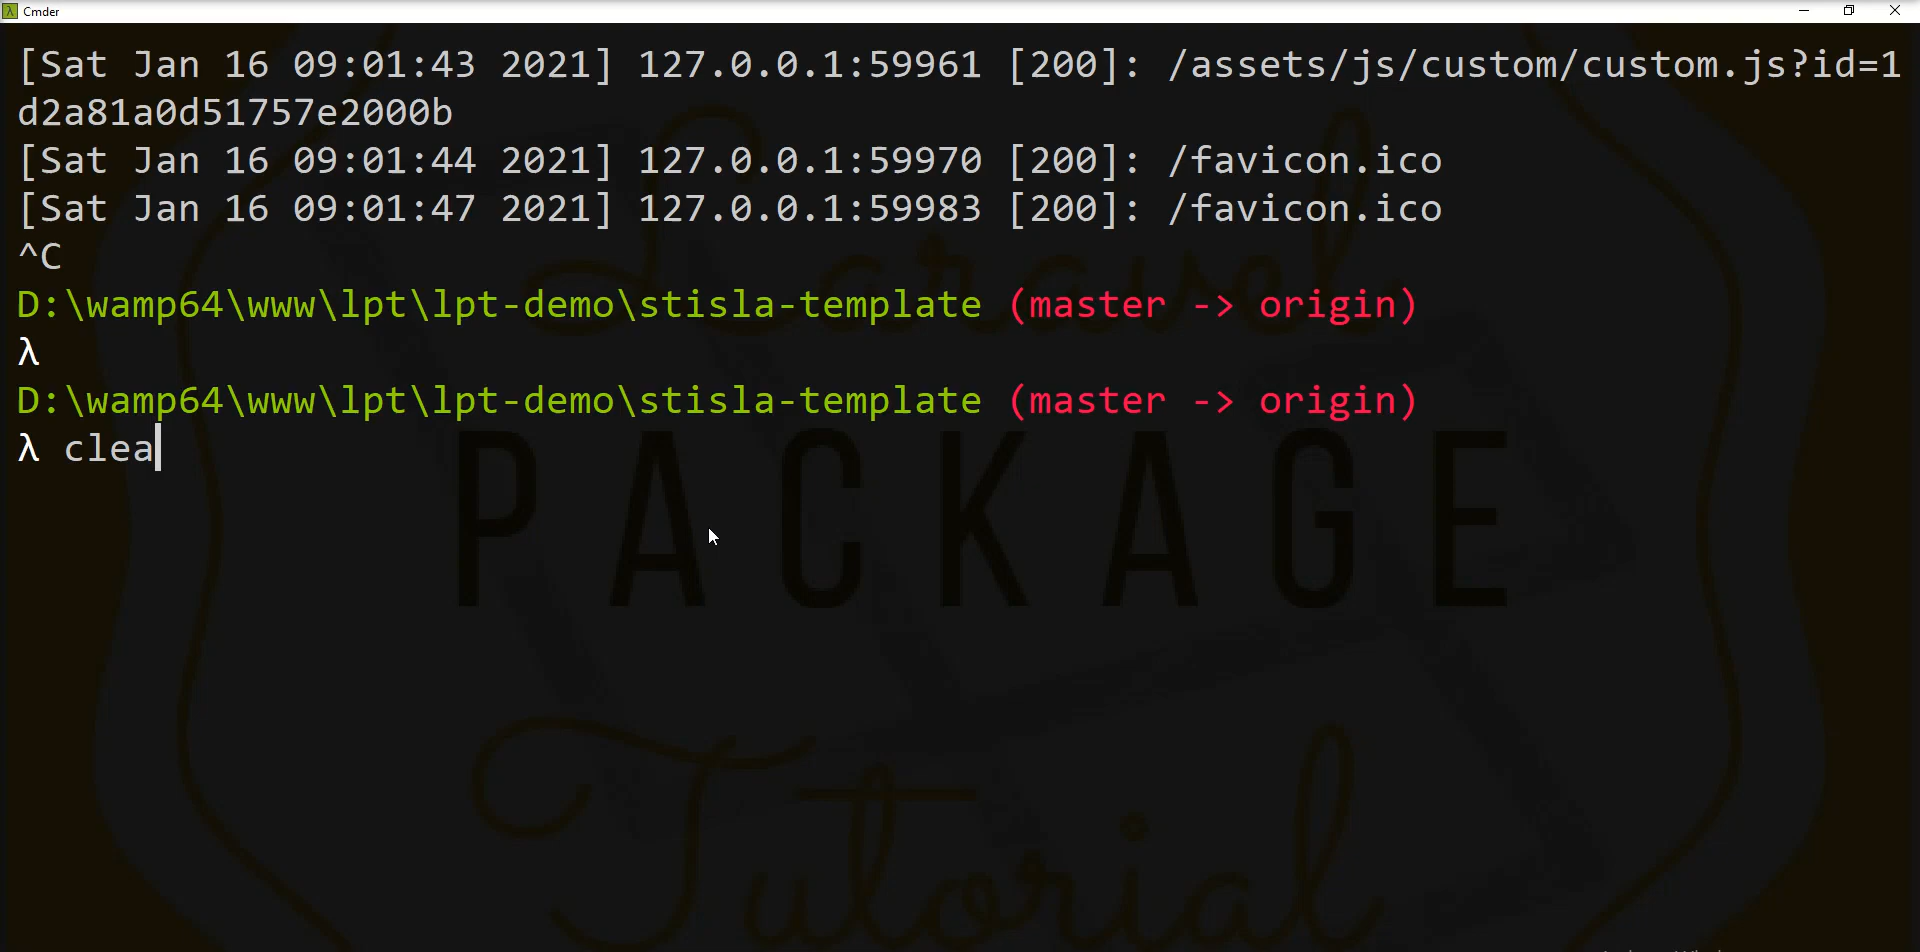 Cmder
[Sat Jan 16 09:01:43 2021] 127.0.0.1:59961 [200]: /assets/js/custom/custom.js?id=1
d2a81a0d51757e2000b
[Sat Jan 16 09:01:44 2021] 127.0.0.1:59970 [200]: /favicon.ico
[Sat Jan 16 09:01:47 2021] 127.0.0.1:59983 [200]: /favicon.ico
^C
D:\wamp64\www\lpt\lpt-demo\stisla-template (master -> origin)
λ
D:\wamp64\www\lpt\lpt-demo\stisla-template (master -> origin)
λ clea
Laravel
PACKAGE
Tutorial